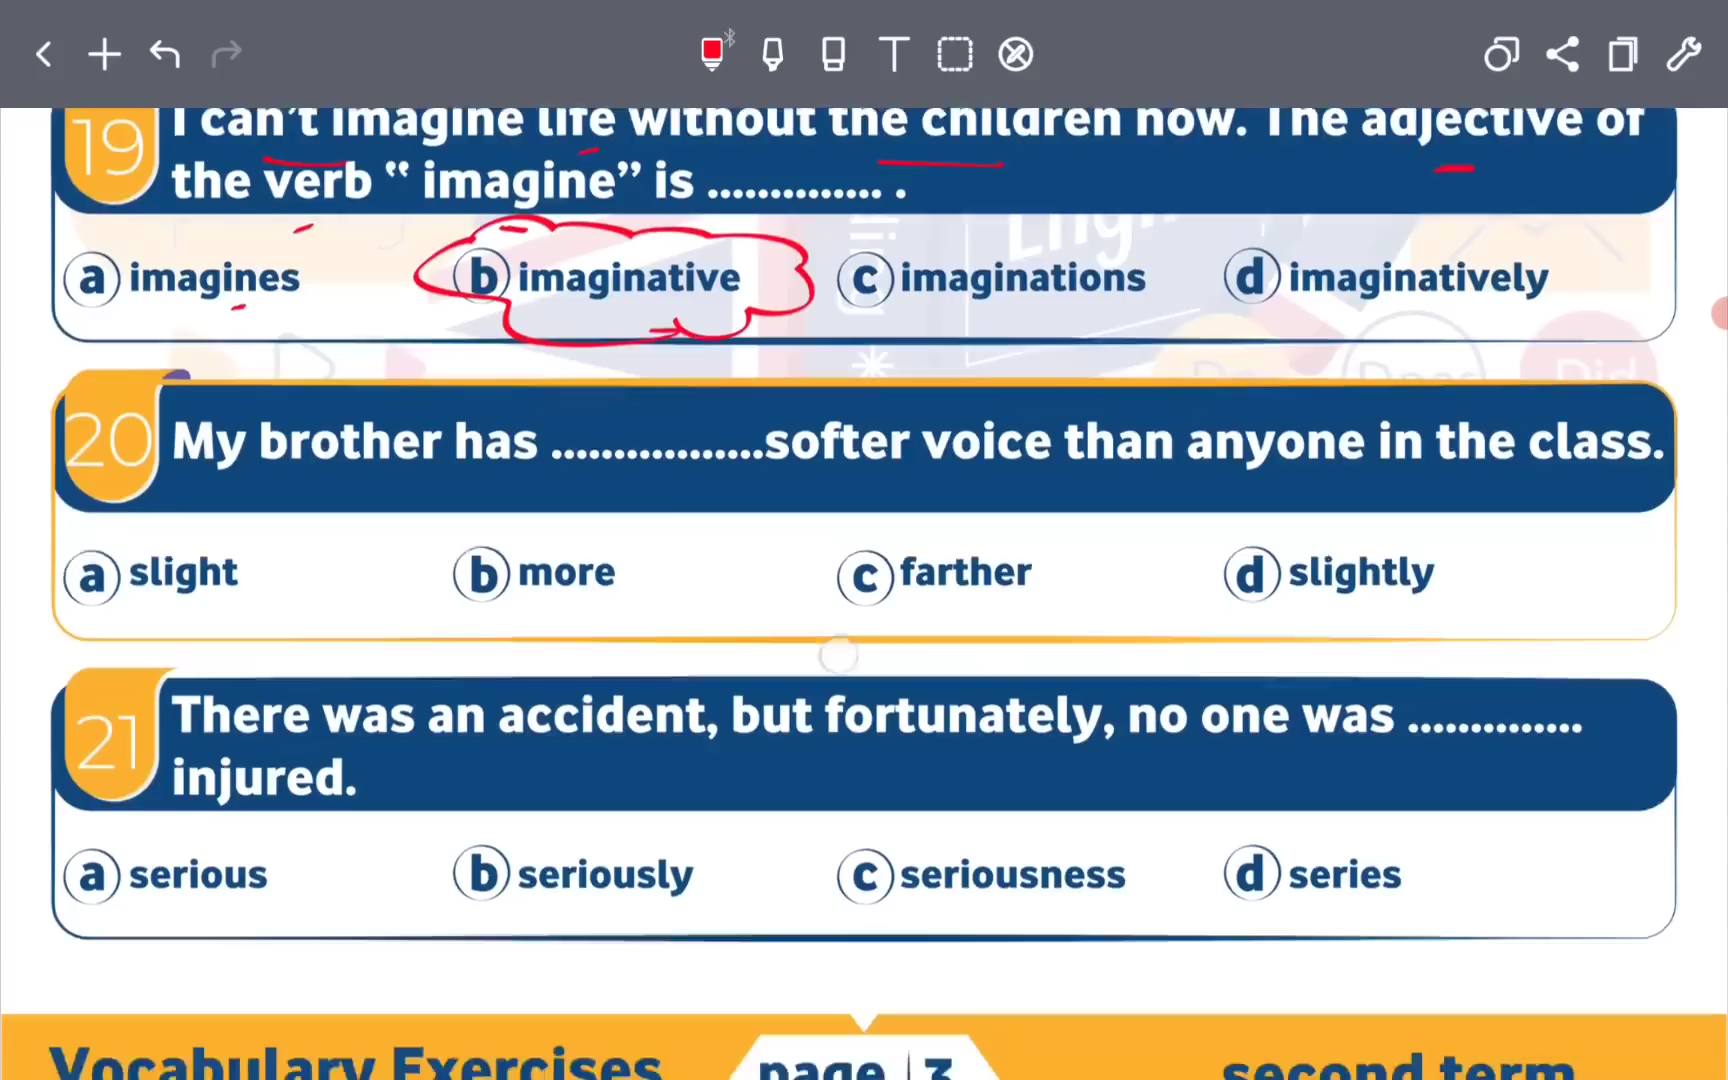 19
I can't imagine life without the children now. The adjective of
the verb “ imagine” is .............. .
a imagines
b imaginative
c imaginations
d imaginatively
20
My brother has .................softer voice than anyone in the class.
a slight
b more
c farther
d slightly
21
There was an accident, but fortunately, no one was ..............
injured.
a serious
b seriously
c seriousness
d series
Vocabulary Exercises
page 3
second term